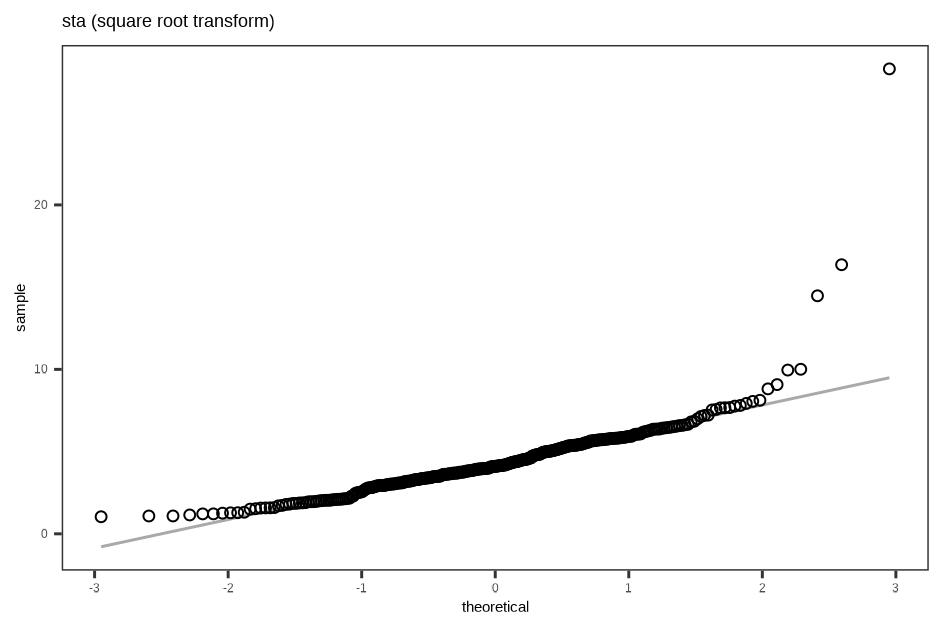 sta (square root transform)
20
10
0
sample
-3 -2 -1 0 1 2 3
theoretical